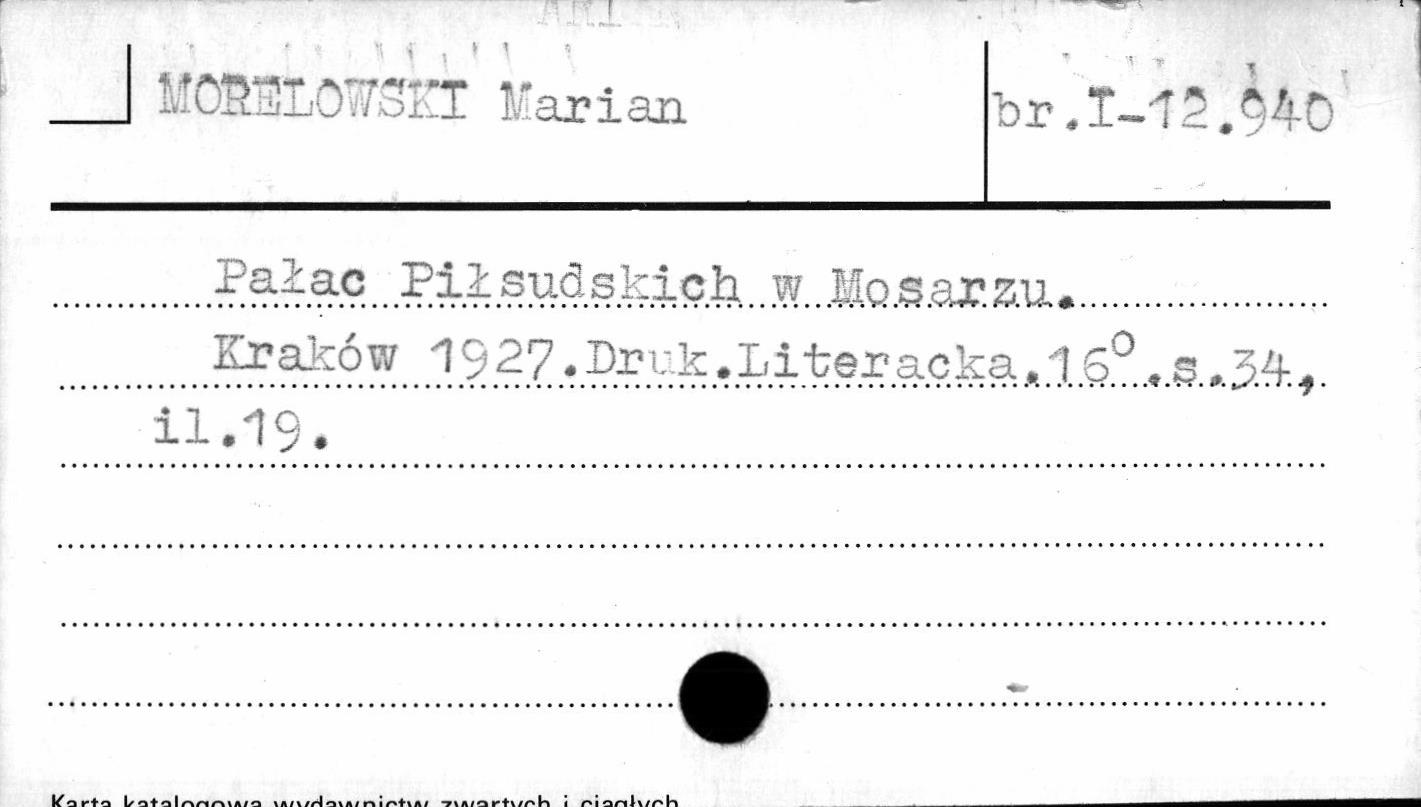 MORELOWSKI Marian
br.I-12.940
Pałac Piłsudskich w Mosarzu.
Kraków 1927.Druk.Literacka.16⁰.s.34,
il.19.
Karta katalogowa wydawnictw zwartych i ciągłych